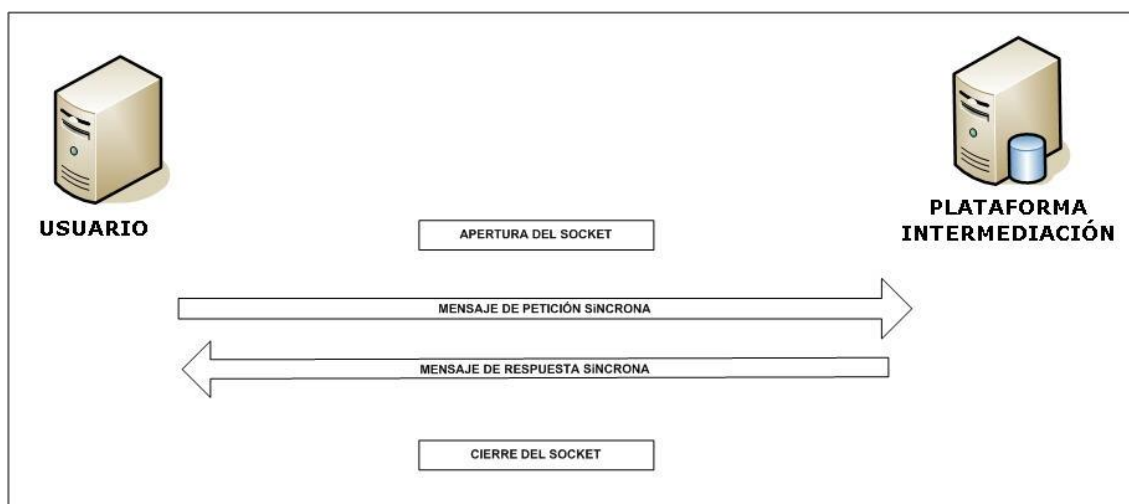 USUARIO
PLATAFORMA
INTERMEDIACIÓN
APERTURA DEL SOCKET
MENSAJE DE PETICIÓN SíNCRONA
MENSAJE DE RESPUESTA SíNCRONA
CIERRE DEL SOCKET